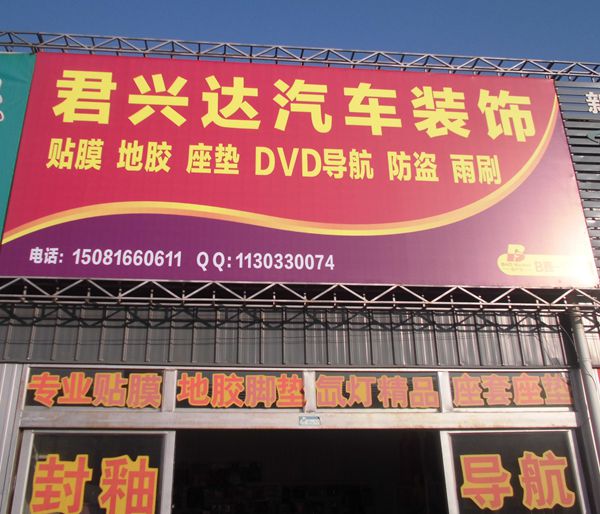 君兴达汽车装饰
贴膜 地胶 座垫 DVD导航 防盗 雨刷
电话：15081660611 QQ：1130330074
新
专业贴膜 地胶脚垫 氙灯精品 座套座垫
封釉 导航